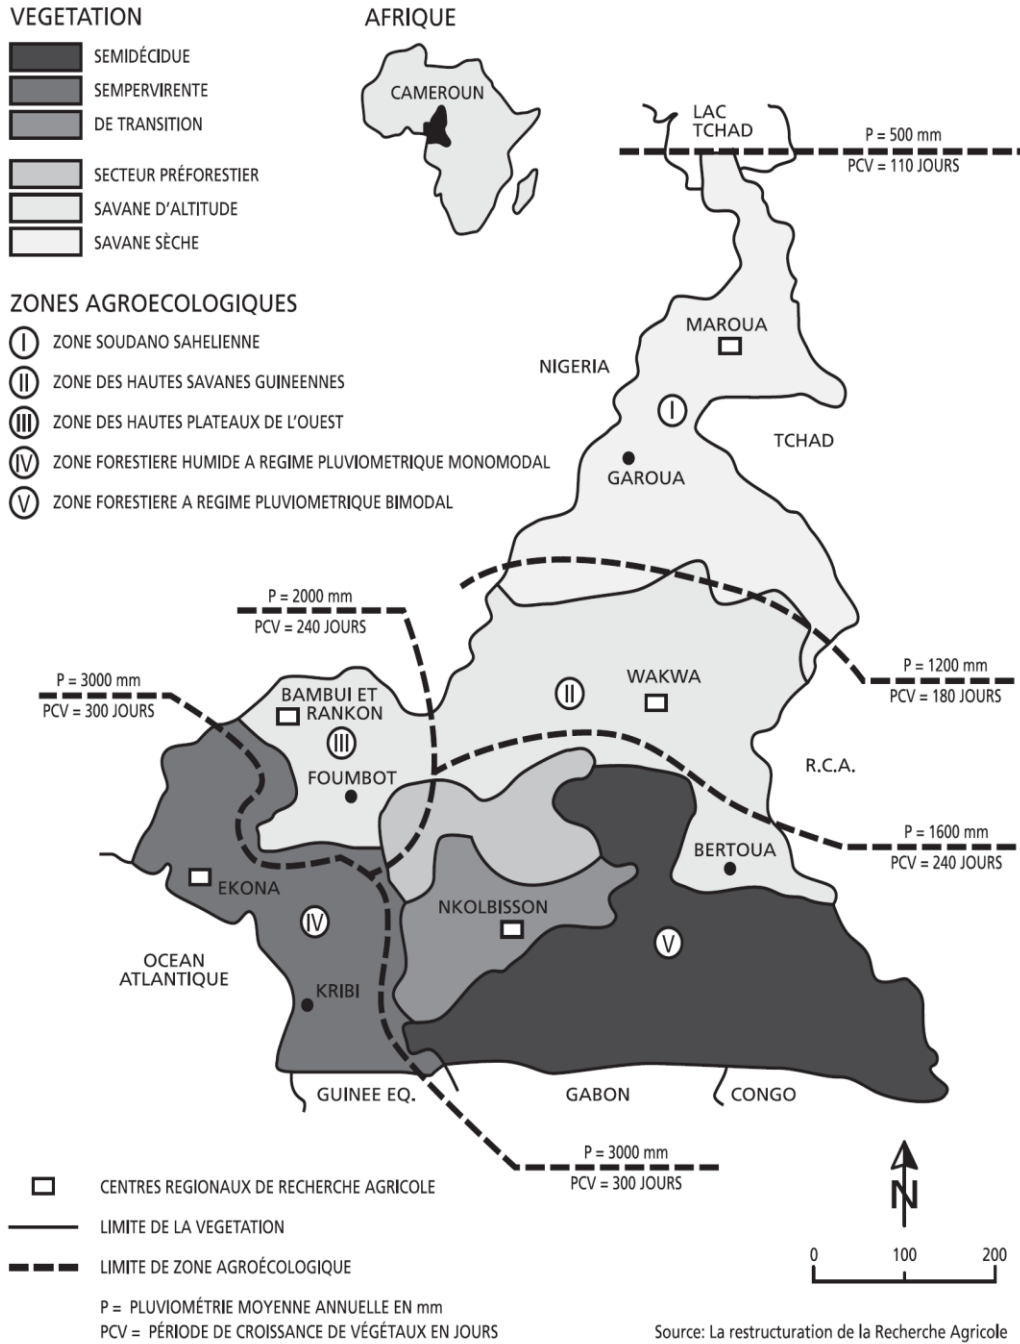 VEGETATION
SEMIDÉCIDUE
SEMPERVIRENTE
DE TRANSITION
SECTEUR PRÉFORESTIER
SAVANE D'ALTITUDE
SAVANE SÈCHE
ZONES AGROECOLOGIQUES
I ZONE SOUDANO SAHELIENNE
II ZONE DES HAUTES SAVANES GUINEENNES
III ZONE DES HAUTES PLATEAUX DE L'OUEST
IV ZONE FORESTIERE HUMIDE A REGIME PLUVIOMETRIQUE MONOMODAL
V ZONE FORESTIERE A REGIME PLUVIOMETRIQUE BIMODAL
AFRIQUE
CAMEROUN
LAC
TCHAD
P = 500 mm
PCV = 110 JOURS
MAROUA
NIGERIA
I
TCHAD
GAROUA
P = 2000 mm
PCV = 240 JOURS
P = 3000 mm
PCV = 300 JOURS
P = 1200 mm
PCV = 180 JOURS
BAMBUI ET
RANKON
III
FOUMBOT
WAKWA
II
R.C.A.
P = 1600 mm
PCV = 240 JOURS
BERTOUA
EKONA
NKOLBISSON
IV
V
OCEAN
ATLANTIQUE
KRIBI
GUINEE EQ.
GABON
CONGO
P = 3000 mm
PCV = 300 JOURS
N
0 100 200
CENTRES REGIONAUX DE RECHERCHE AGRICOLE
LIMITE DE LA VEGETATION
LIMITE DE ZONE AGROÉCOLOGIQUE
P = PLUVIOMÉTRIE MOYENNE ANNUELLE EN mm
PCV = PÉRIODE DE CROISSANCE DE VÉGÉTAUX EN JOURS
Source: La restructuration de la Recherche Agricole